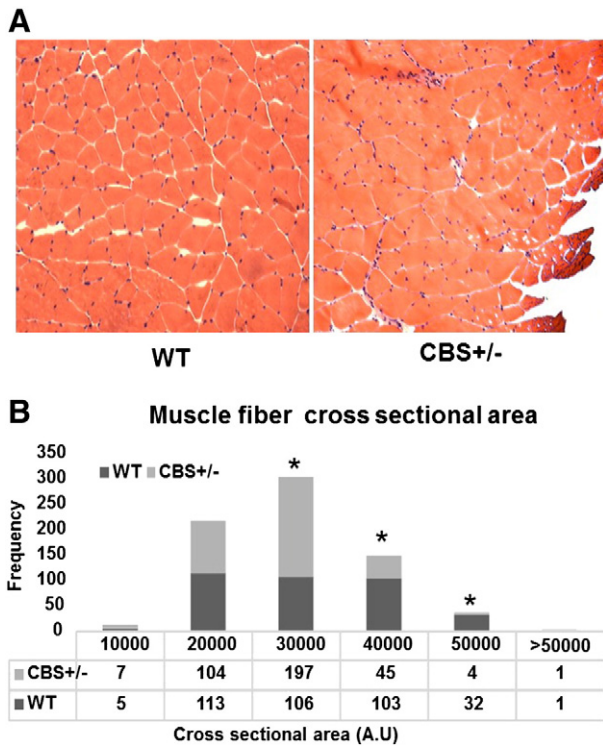 A
WT CBS+/-
B
Muscle fiber cross sectional area
350
300
250
200
150
100
50
0
Frequency
WT CBS+/-
* * *
10000 20000 30000 40000 50000 >50000
CBS+/- 7 104 197 45 4 1
WT 5 113 106 103 32 1
Cross sectional area (A.U)